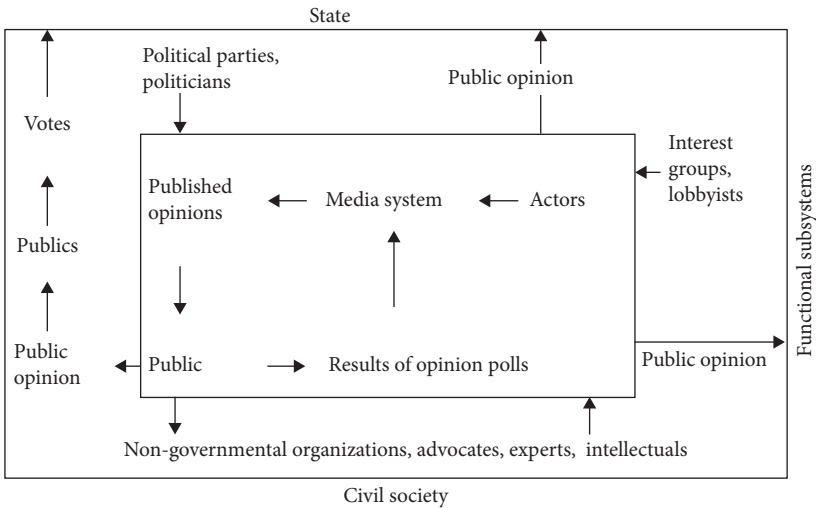 State
Political parties,
politicians
Public opinion
Votes
Interest
groups,
lobbyists
Published
opinions
Media system
Actors
Publics
Functional subsystems
Public
opinion
Public
Results of opinion polls
Public opinion
Non-governmental organizations, advocates, experts, intellectuals
Civil society